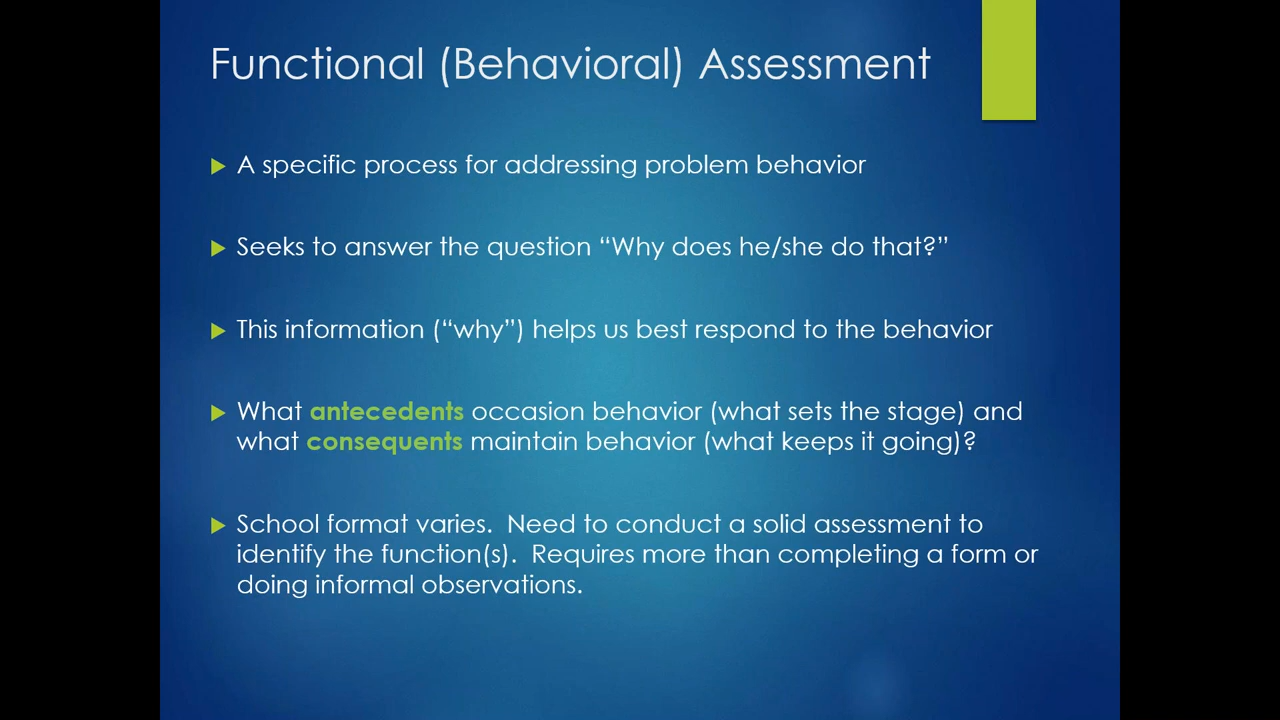 Functional (Behavioral) Assessment
A specific process for addressing problem behavior
Seeks to answer the question “Why does he/she do that?”
This information (“why”) helps us best respond to the behavior
What antecedents occasion behavior (what sets the stage) and
what consequents maintain behavior (what keeps it going)?
School format varies.  Need to conduct a solid assessment to
identify the function(s).  Requires more than completing a form or
doing informal observations.